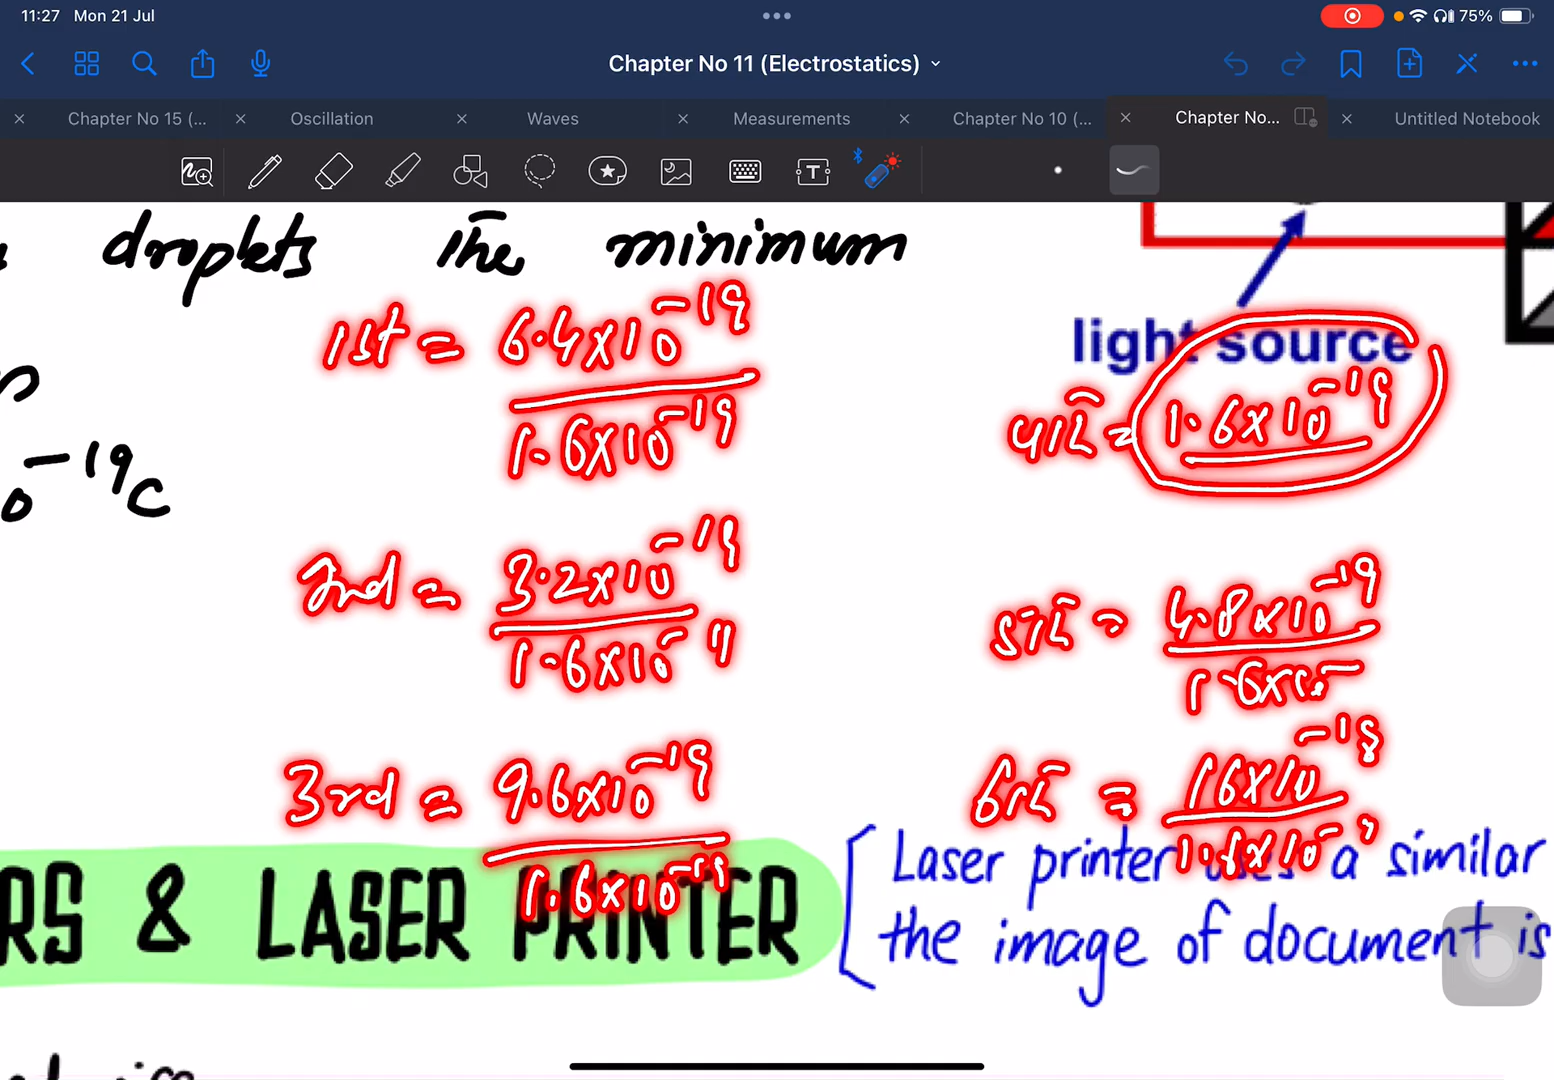 11:27 Mon 21 Jul
75%
Chapter No 11 (Electrostatics)
Chapter No 15 (...
Oscillation
Waves
Measurements
Chapter No 10 (...
Chapter No...
Untitled Notebook
droplets the minimum
light source
1st = 6.4x10⁻¹⁹
1.6x10⁻¹⁹
4th = 1.6x10⁻¹⁹
⁻¹⁹C
2nd = 3.2x10⁻¹⁹
1.6x10⁻¹⁹
5th = 4.8x10⁻¹⁹
1.6x10⁻
3rd = 9.6x10⁻¹⁹
1.6x10⁻¹⁹
6th = 16x10⁻¹⁹
1.6x10⁻
RS & LASER PRINTER
[Laser printer uses a similar
the image of document is